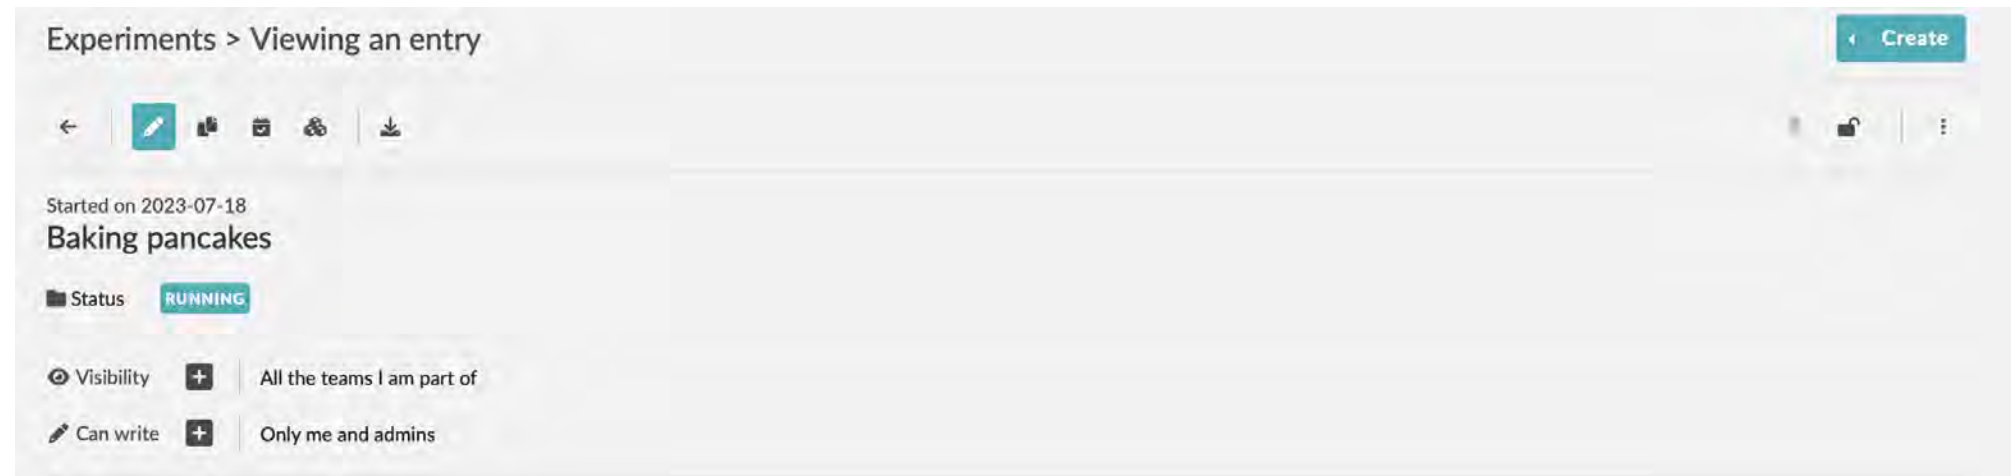 Experiments > Viewing an entry
Create
Started on 2023-07-18
Baking pancakes
Status RUNNING
Visibility All the teams I am part of
Can write Only me and admins